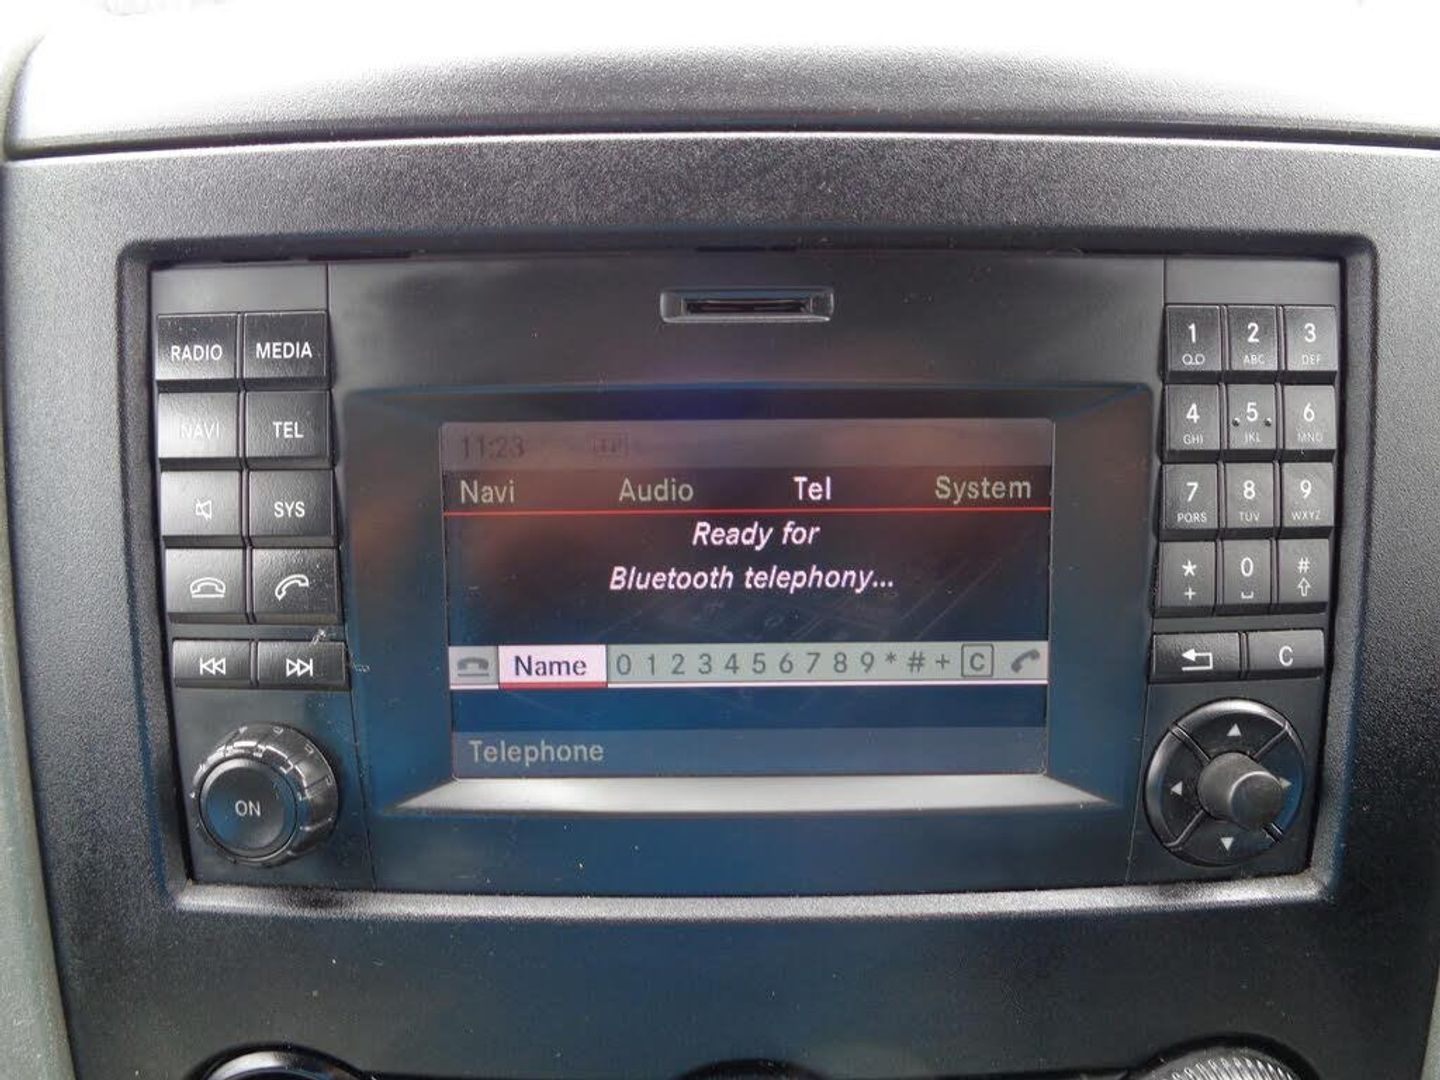 RADIO MEDIA
NAVI TEL
SYS
ON
11:23
Navi Audio Tel System
Ready for
Bluetooth telephony...
Name 0 1 2 3 4 5 6 7 8 9 * # + C
Telephone
1 2 3
ABC DEF
4 5 6
GHI JKL MNO
7 8 9
PQRS TUV WXYZ
* 0 #
+
C